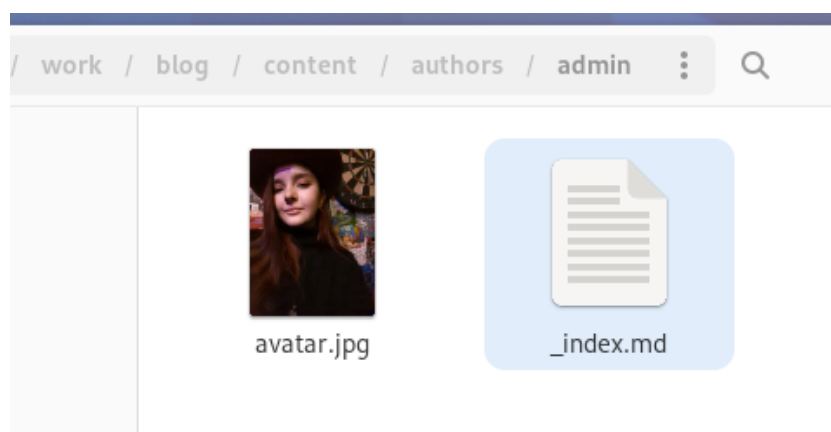 / work / blog / content / authors / admin
avatar.jpg
_index.md